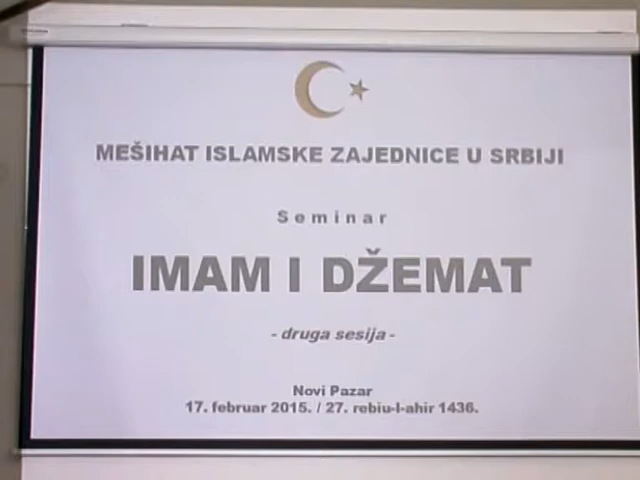 MEŠIHAT ISLAMSKE ZAJEDNICE U SRBIJI
Seminar
IMAM I DŽEMAT
- druga sesija -
Novi Pazar
17. februar 2015. / 27. rebiu-l-ahir 1436.